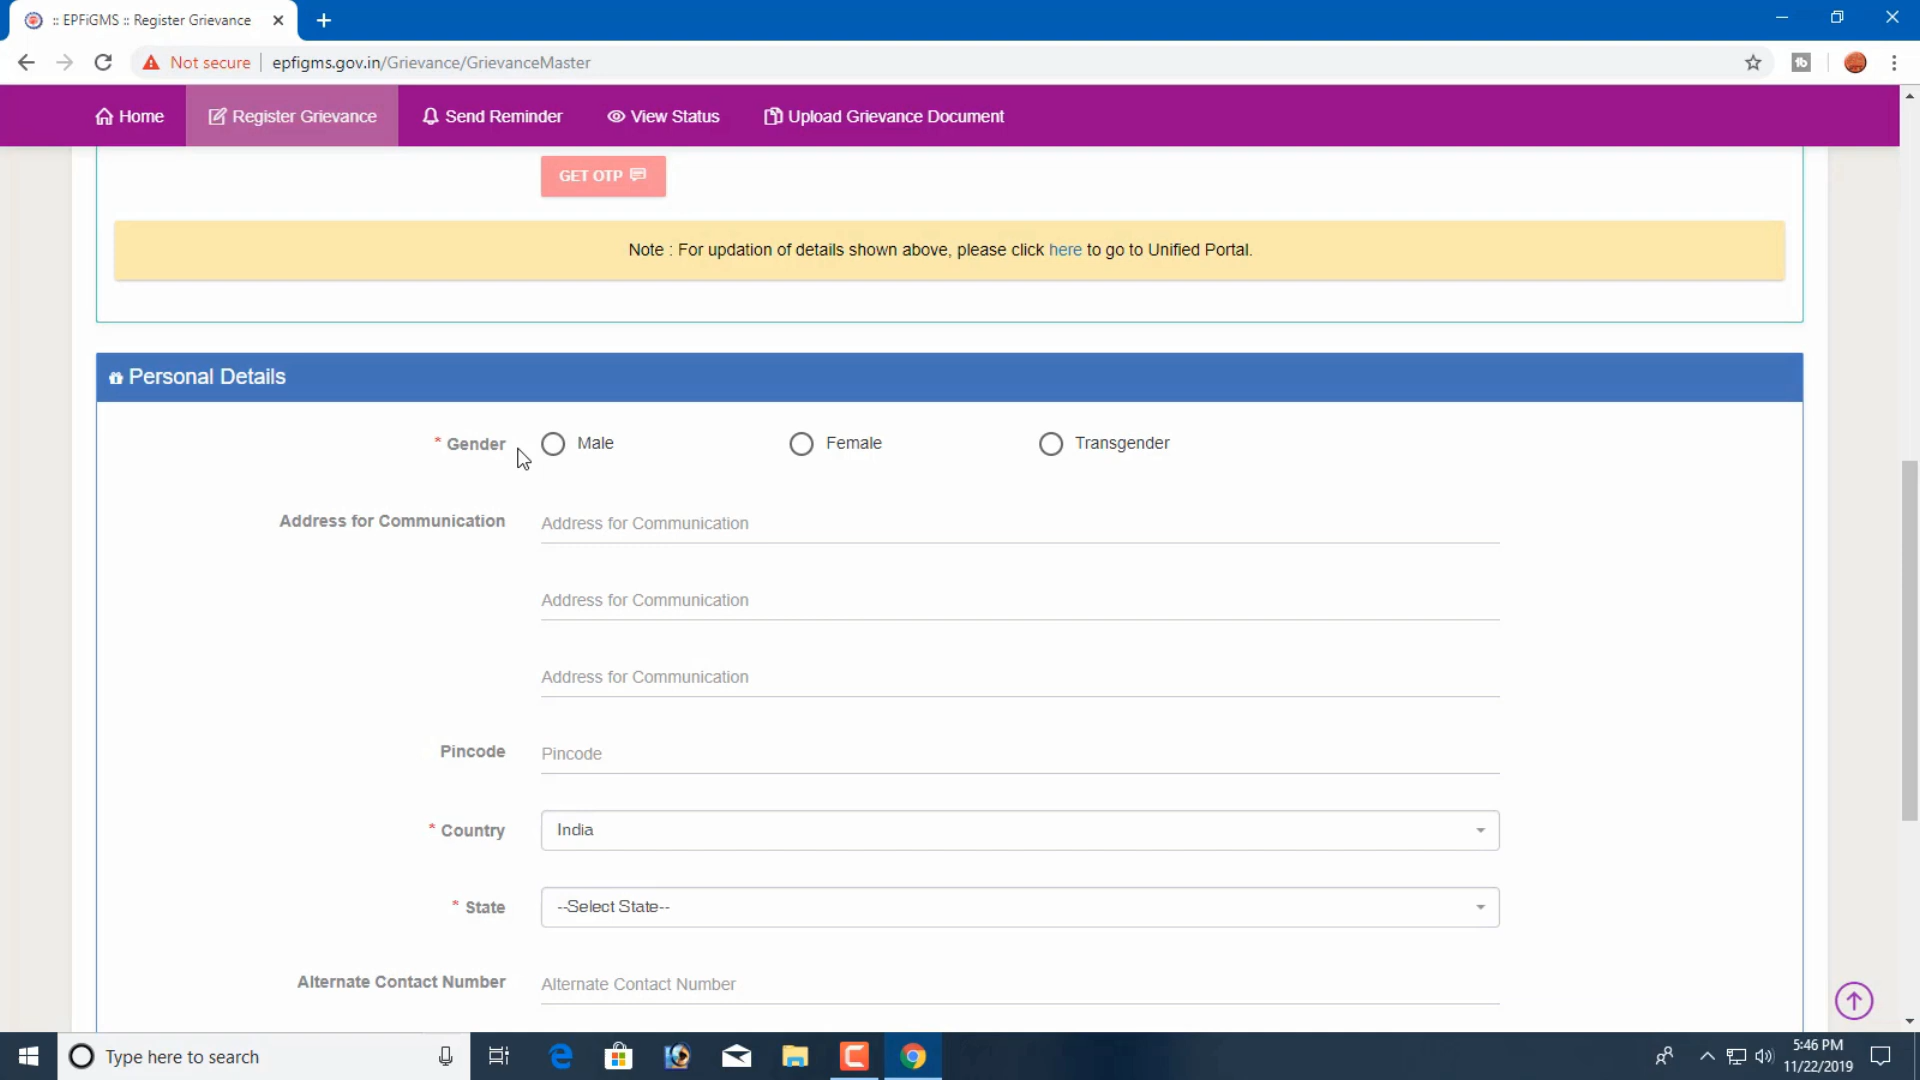 :: EPFiGMS :: Register Grievance
Not secure epfigms.gov.in/Grievance/GrievanceMaster
Home Register Grievance Send Reminder View Status Upload Grievance Document
GET OTP
Note : For updation of details shown above, please click here to go to Unified Portal.
Personal Details
* Gender Male Female Transgender
Address for Communication Address for Communication
Address for Communication
Address for Communication
Pincode Pincode
* Country India
* State --Select State--
Alternate Contact Number Alternate Contact Number
Type here to search
5:46 PM
11/22/2019